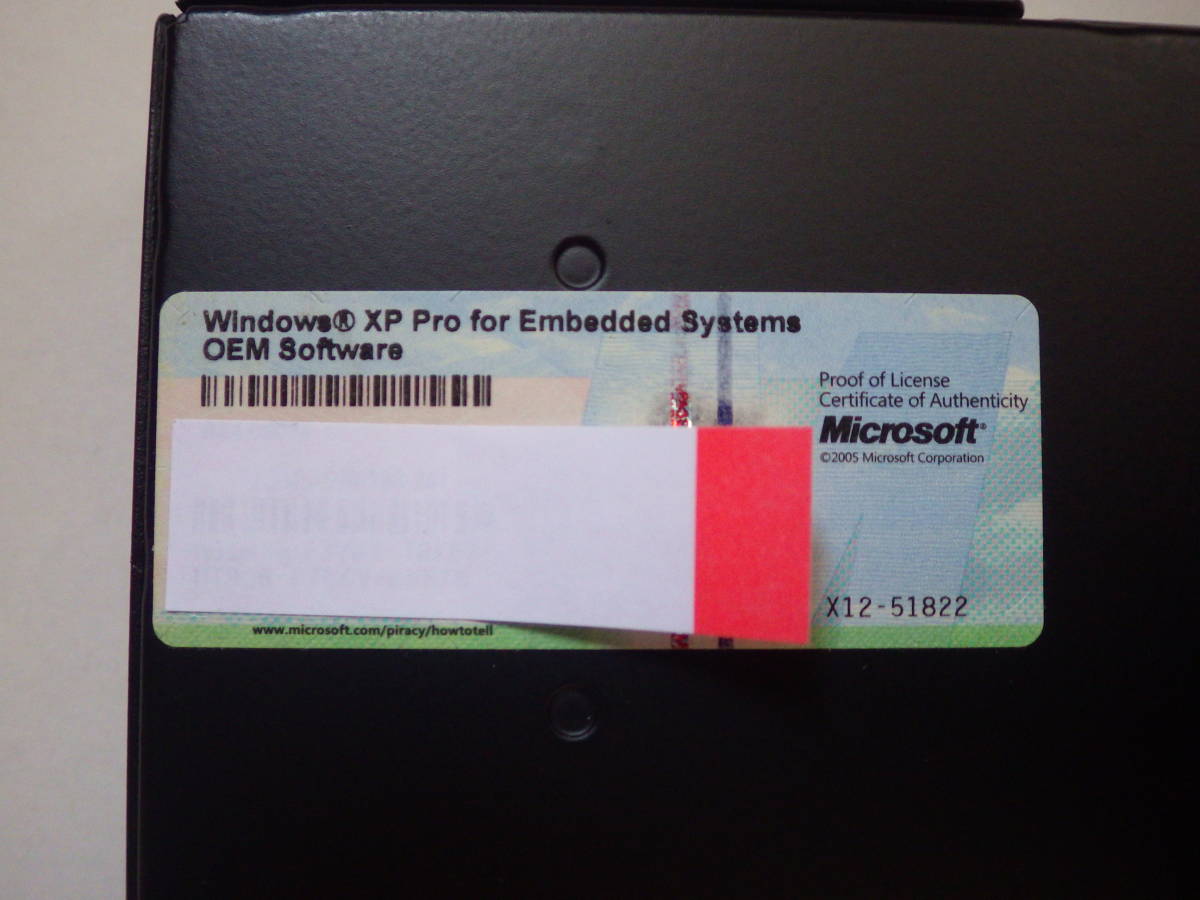 Windows® XP Pro for Embedded Systems
OEM Software
Proof of License
Certificate of Authenticity
Microsoft®
©2005 Microsoft Corporation
X12-51822
www.microsoft.com/piracy/howtotell